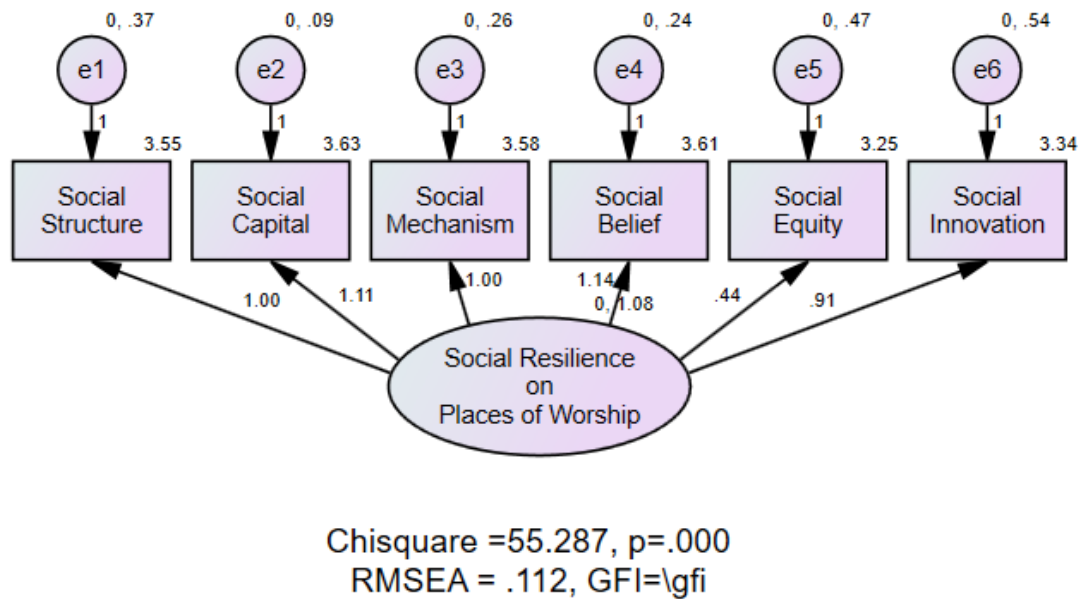 0, .37
0, .09
0, .26
0, .24
0, .47
0, .54
e1
e2
e3
e4
e5
e6
1
1
1
1
1
1
3.55
3.63
3.58
3.61
3.25
3.34
Social
Structure
Social
Capital
Social
Mechanism
Social
Belief
Social
Equity
Social
Innovation
1.00
1.11
1.00
1.14
.44
.91
0, 1.08
Social Resilience
on
Places of Worship
Chisquare =55.287, p=.000
RMSEA = .112, GFI=\gfi